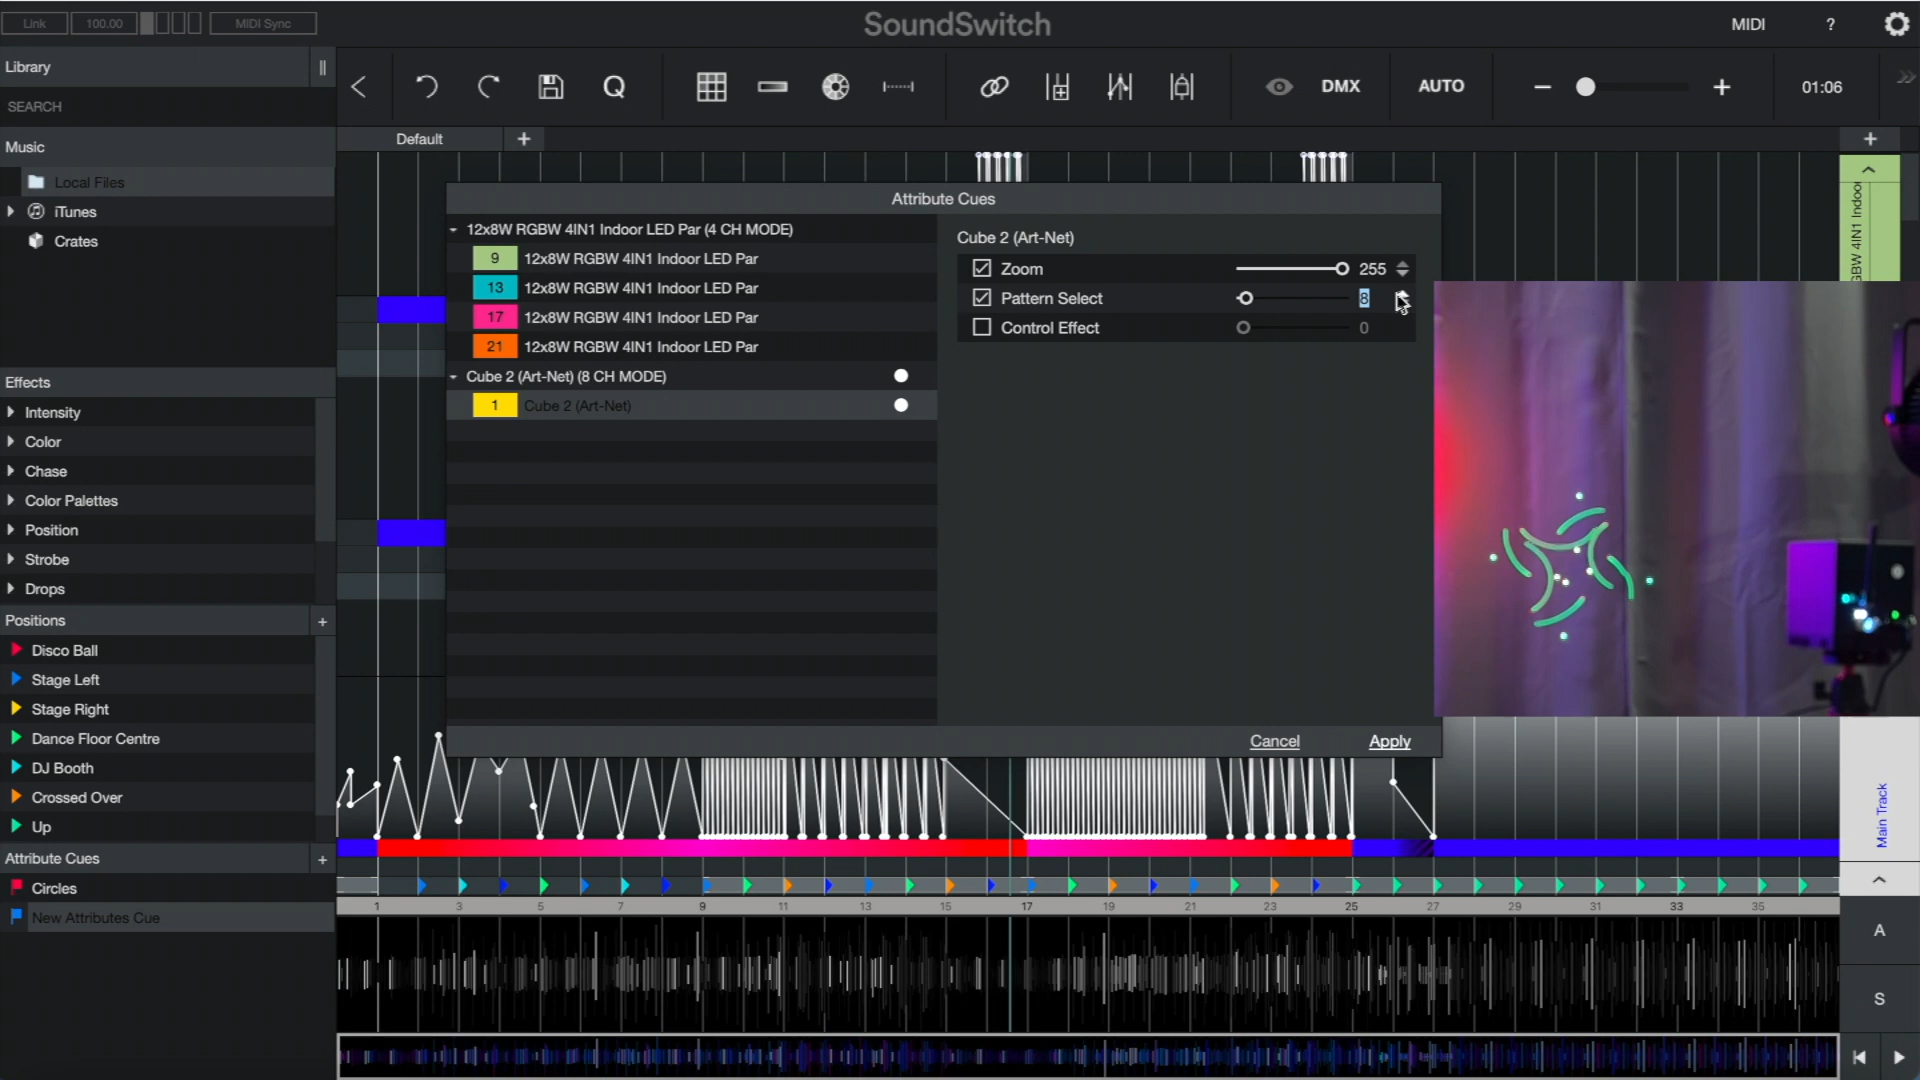 Link 100.00 MIDI Sync SoundSwitch MIDI ?
Library
Q DMX AUTO 01:06
SEARCH
Default
Music
Local Files
iTunes
Crates
Attribute Cues
12x8W RGBW 4IN1 Indoor LED Par (4 CH MODE)
9 12x8W RGBW 4IN1 Indoor LED Par
13 12x8W RGBW 4IN1 Indoor LED Par
17 12x8W RGBW 4IN1 Indoor LED Par
21 12x8W RGBW 4IN1 Indoor LED Par
Cube 2 (Art-Net) (8 CH MODE)
1 Cube 2 (Art-Net)
Cube 2 (Art-Net)
Zoom 255
Pattern Select 8
Control Effect 0
Cancel Apply
Effects
Intensity
Color
Chase
Color Palettes
Position
Strobe
Drops
Positions
Disco Ball
Stage Left
Stage Right
Dance Floor Centre
DJ Booth
Crossed Over
Up
Attribute Cues
Circles
New Attributes Cue
4IN1 Indoor
Main Track
1 3 5 7 9 11 13 15 17 19 21 23 25 27 29 31 33 35
A
S